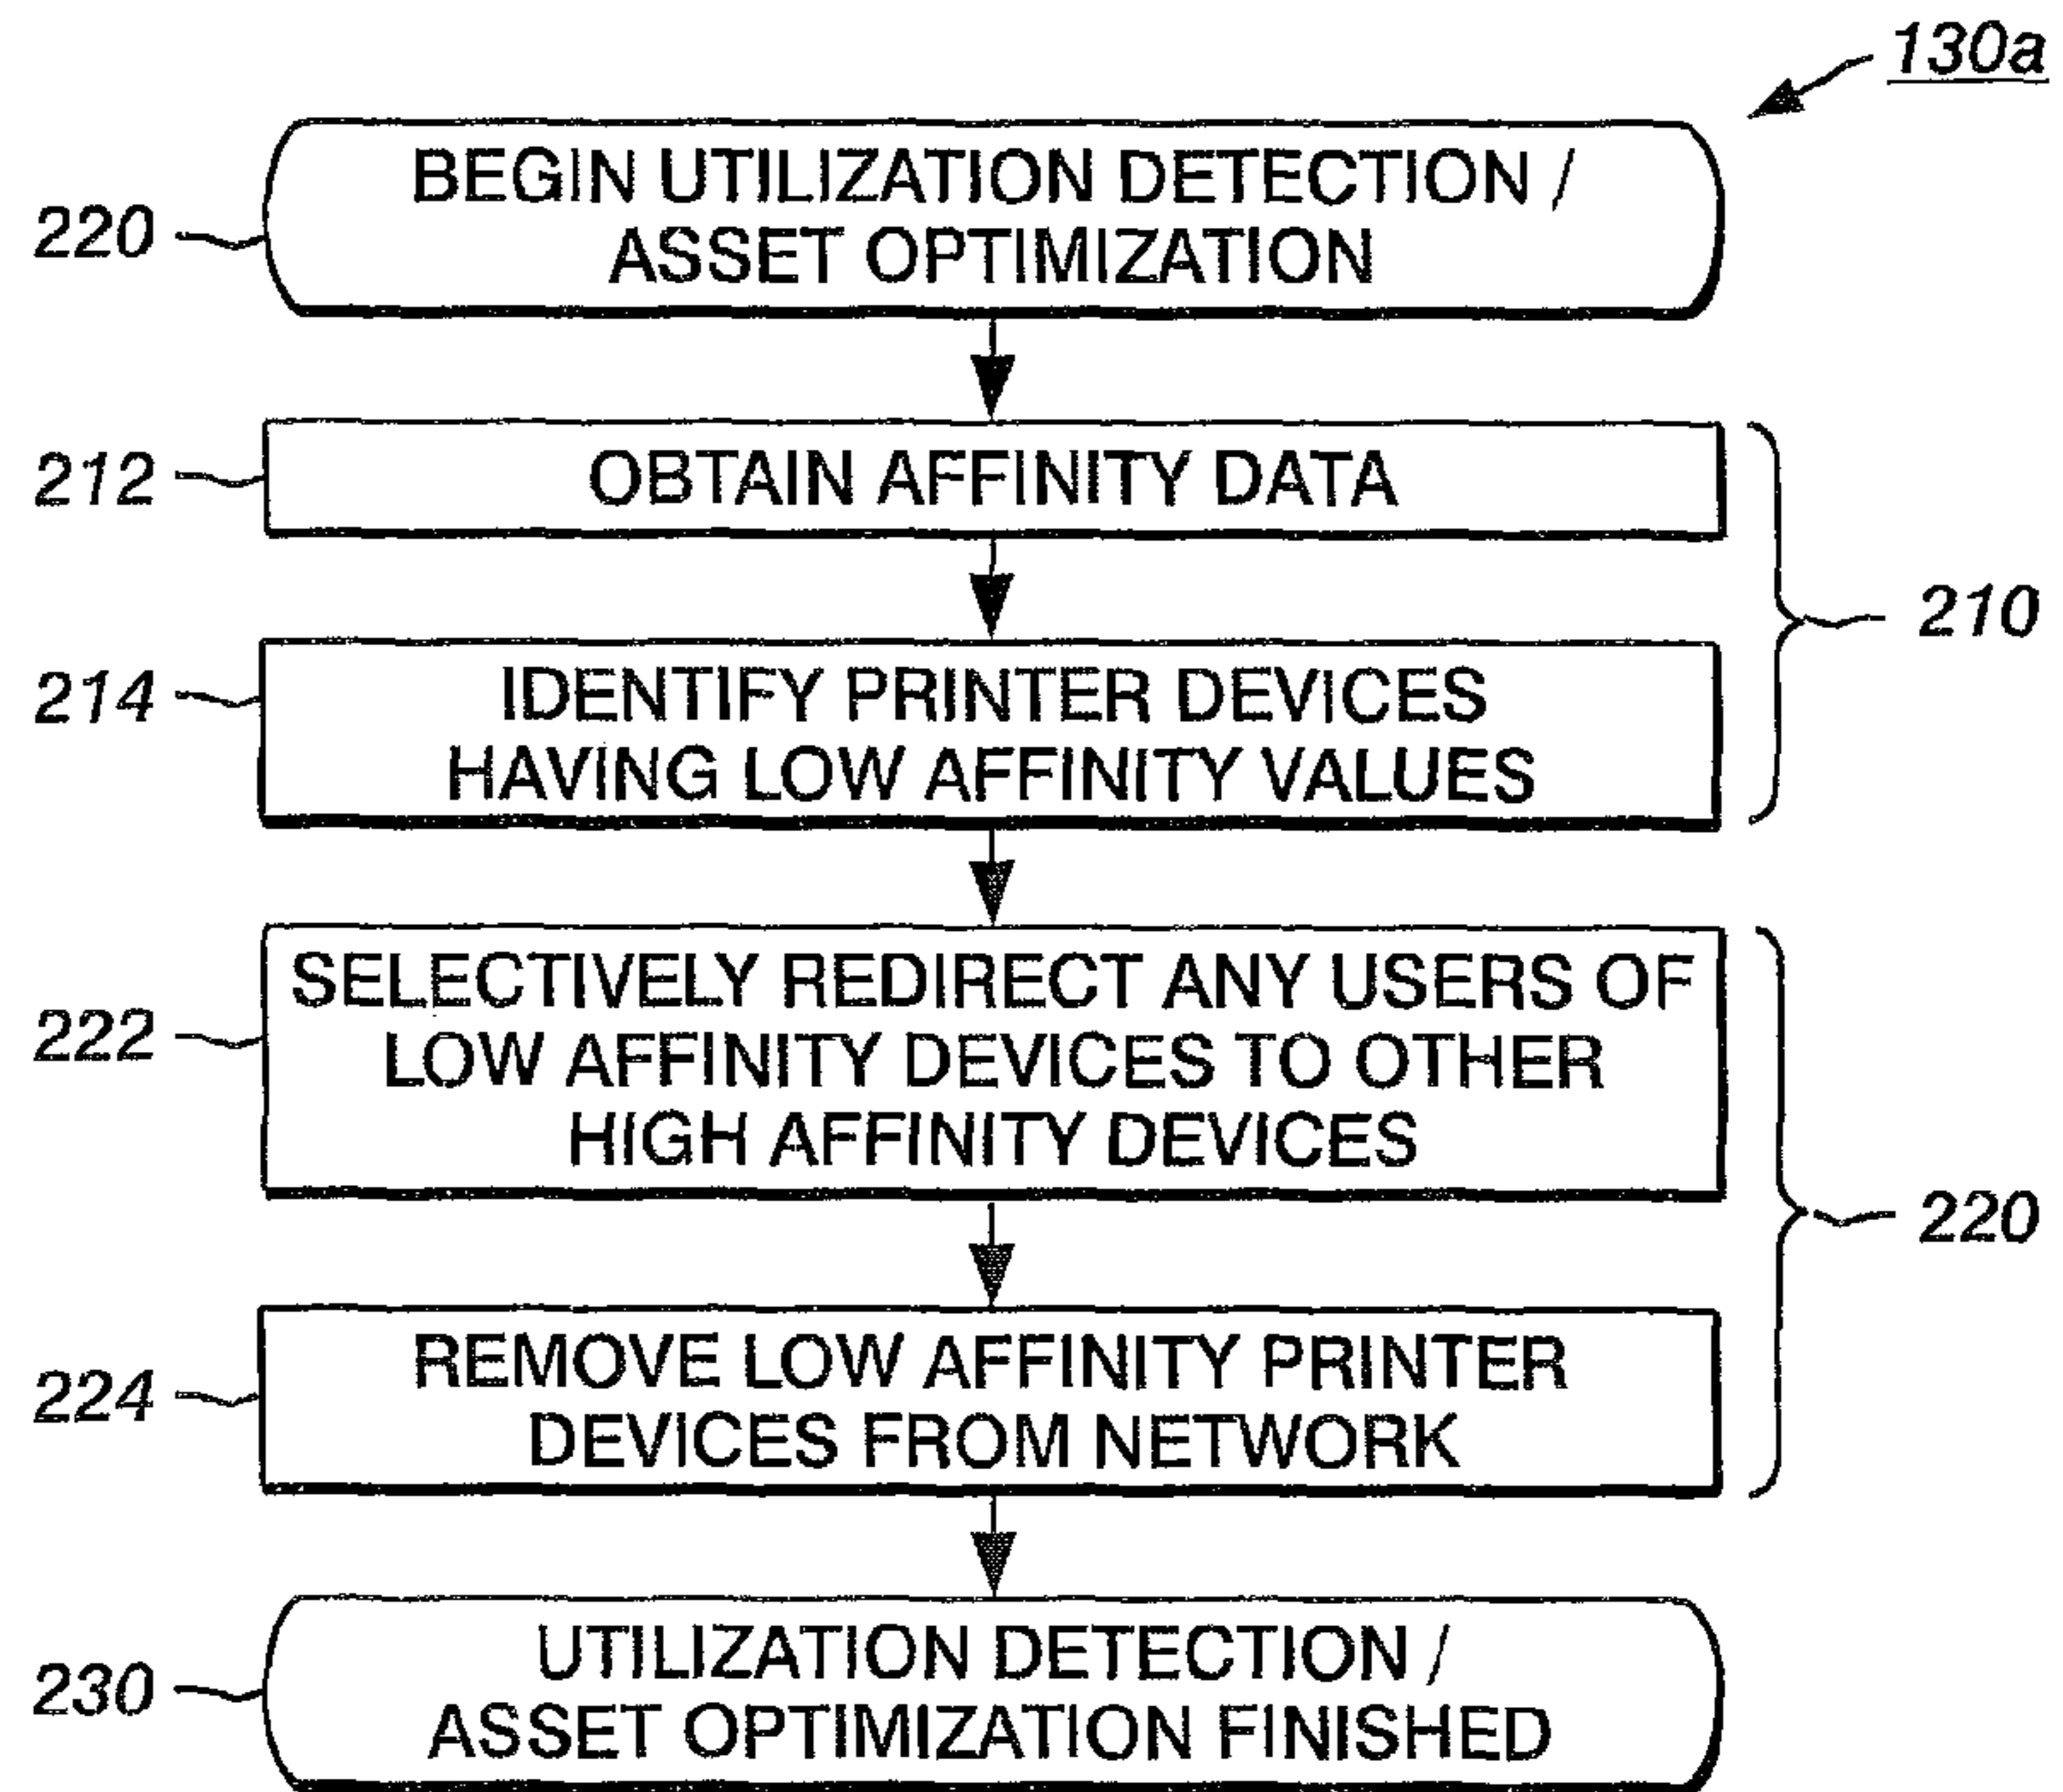 130a
220
BEGIN UTILIZATION DETECTION /
ASSET OPTIMIZATION
212
OBTAIN AFFINITY DATA
210
214
IDENTIFY PRINTER DEVICES
HAVING LOW AFFINITY VALUES
222
SELECTIVELY REDIRECT ANY USERS OF
LOW AFFINITY DEVICES TO OTHER
HIGH AFFINITY DEVICES
220
224
REMOVE LOW AFFINITY PRINTER
DEVICES FROM NETWORK
230
UTILIZATION DETECTION /
ASSET OPTIMIZATION FINISHED